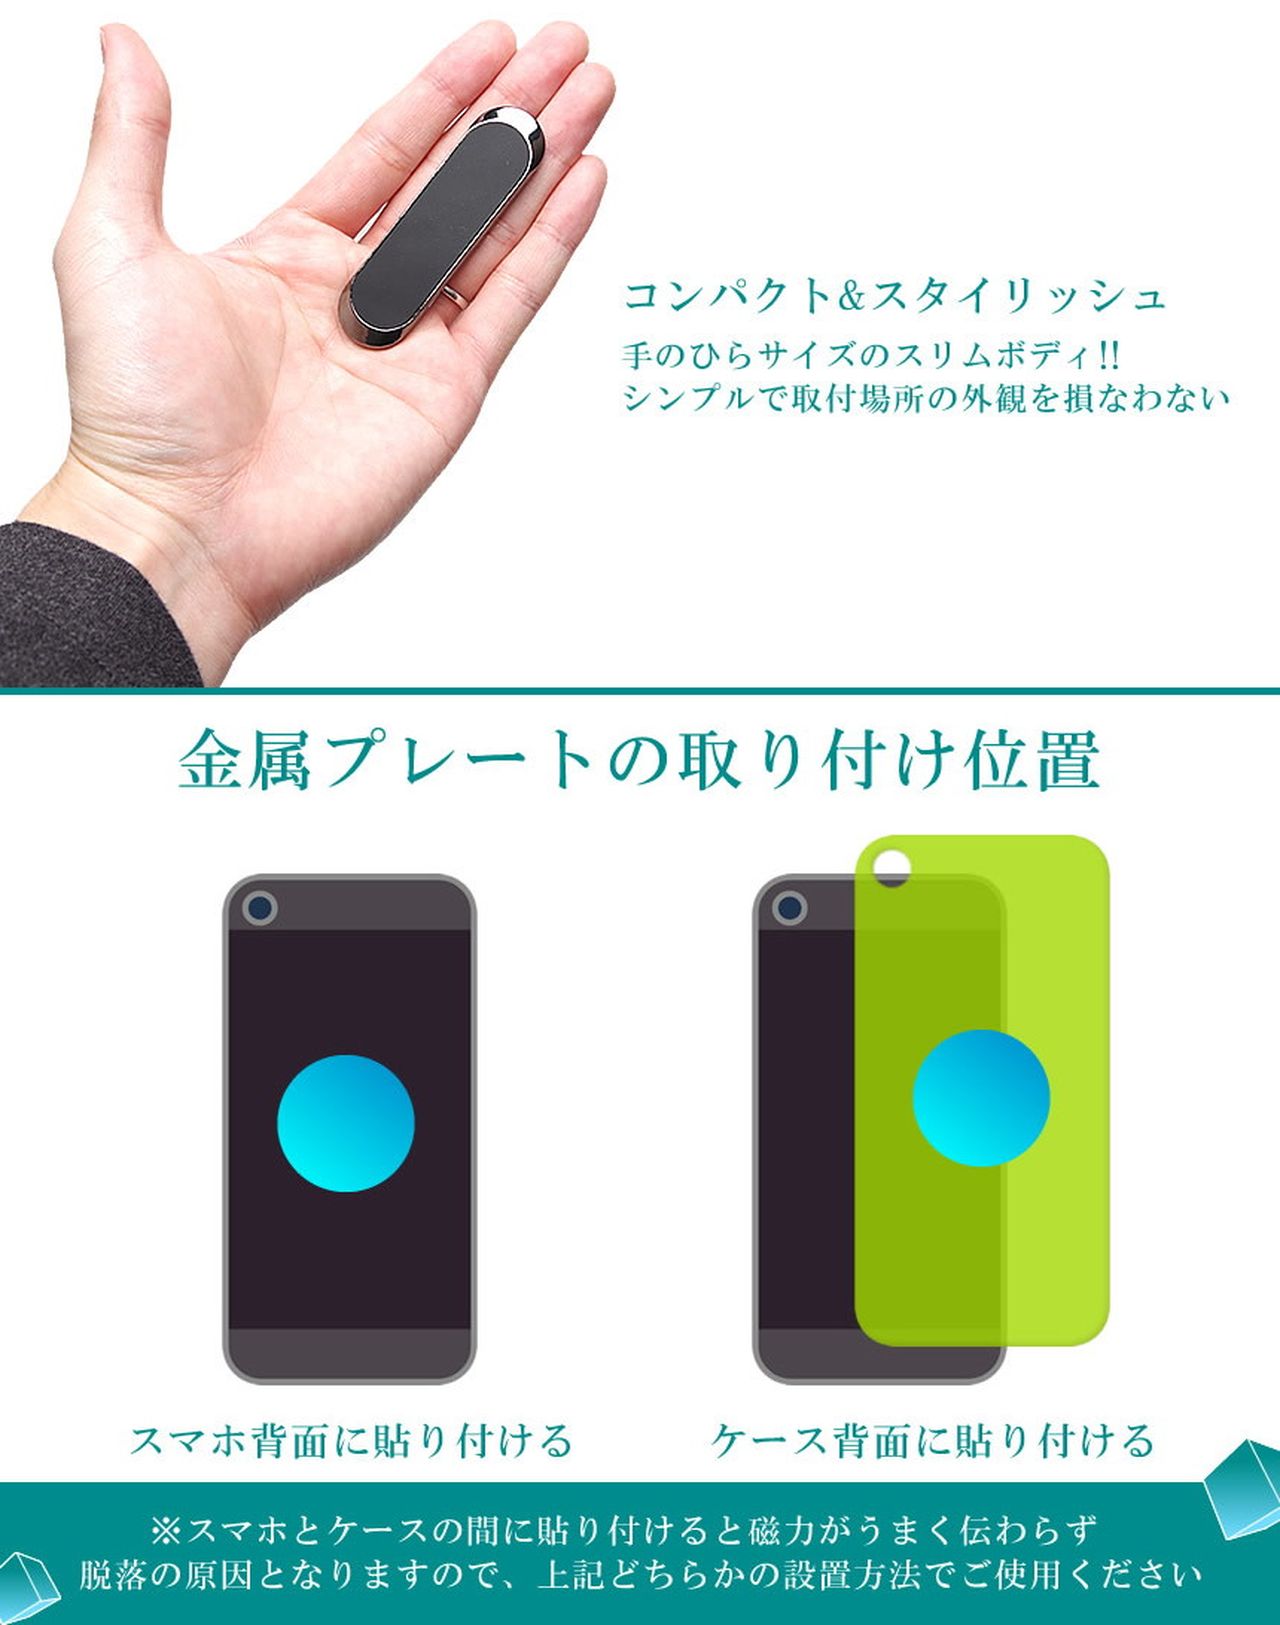 コンパクト&スタイリッシュ
手のひらサイズのスリムボディ!!
シンプルで取付場所の外観を損なわない
金属プレートの取り付け位置
スマホ背面に貼り付ける
ケース背面に貼り付ける
※スマホとケースの間に貼り付けると磁力がうまく伝わらず
脱落の原因となりますので、上記どちらかの設置方法でご使用ください